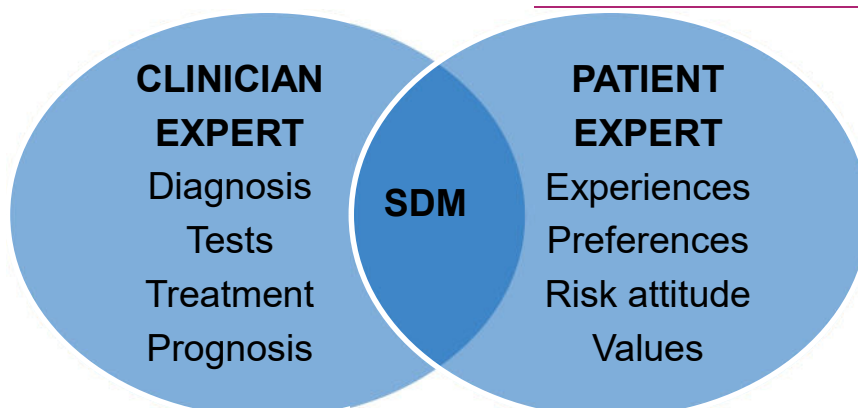 CLINICIAN
EXPERT
Diagnosis
Tests
Treatment
Prognosis
SDM
PATIENT
EXPERT
Experiences
Preferences
Risk attitude
Values